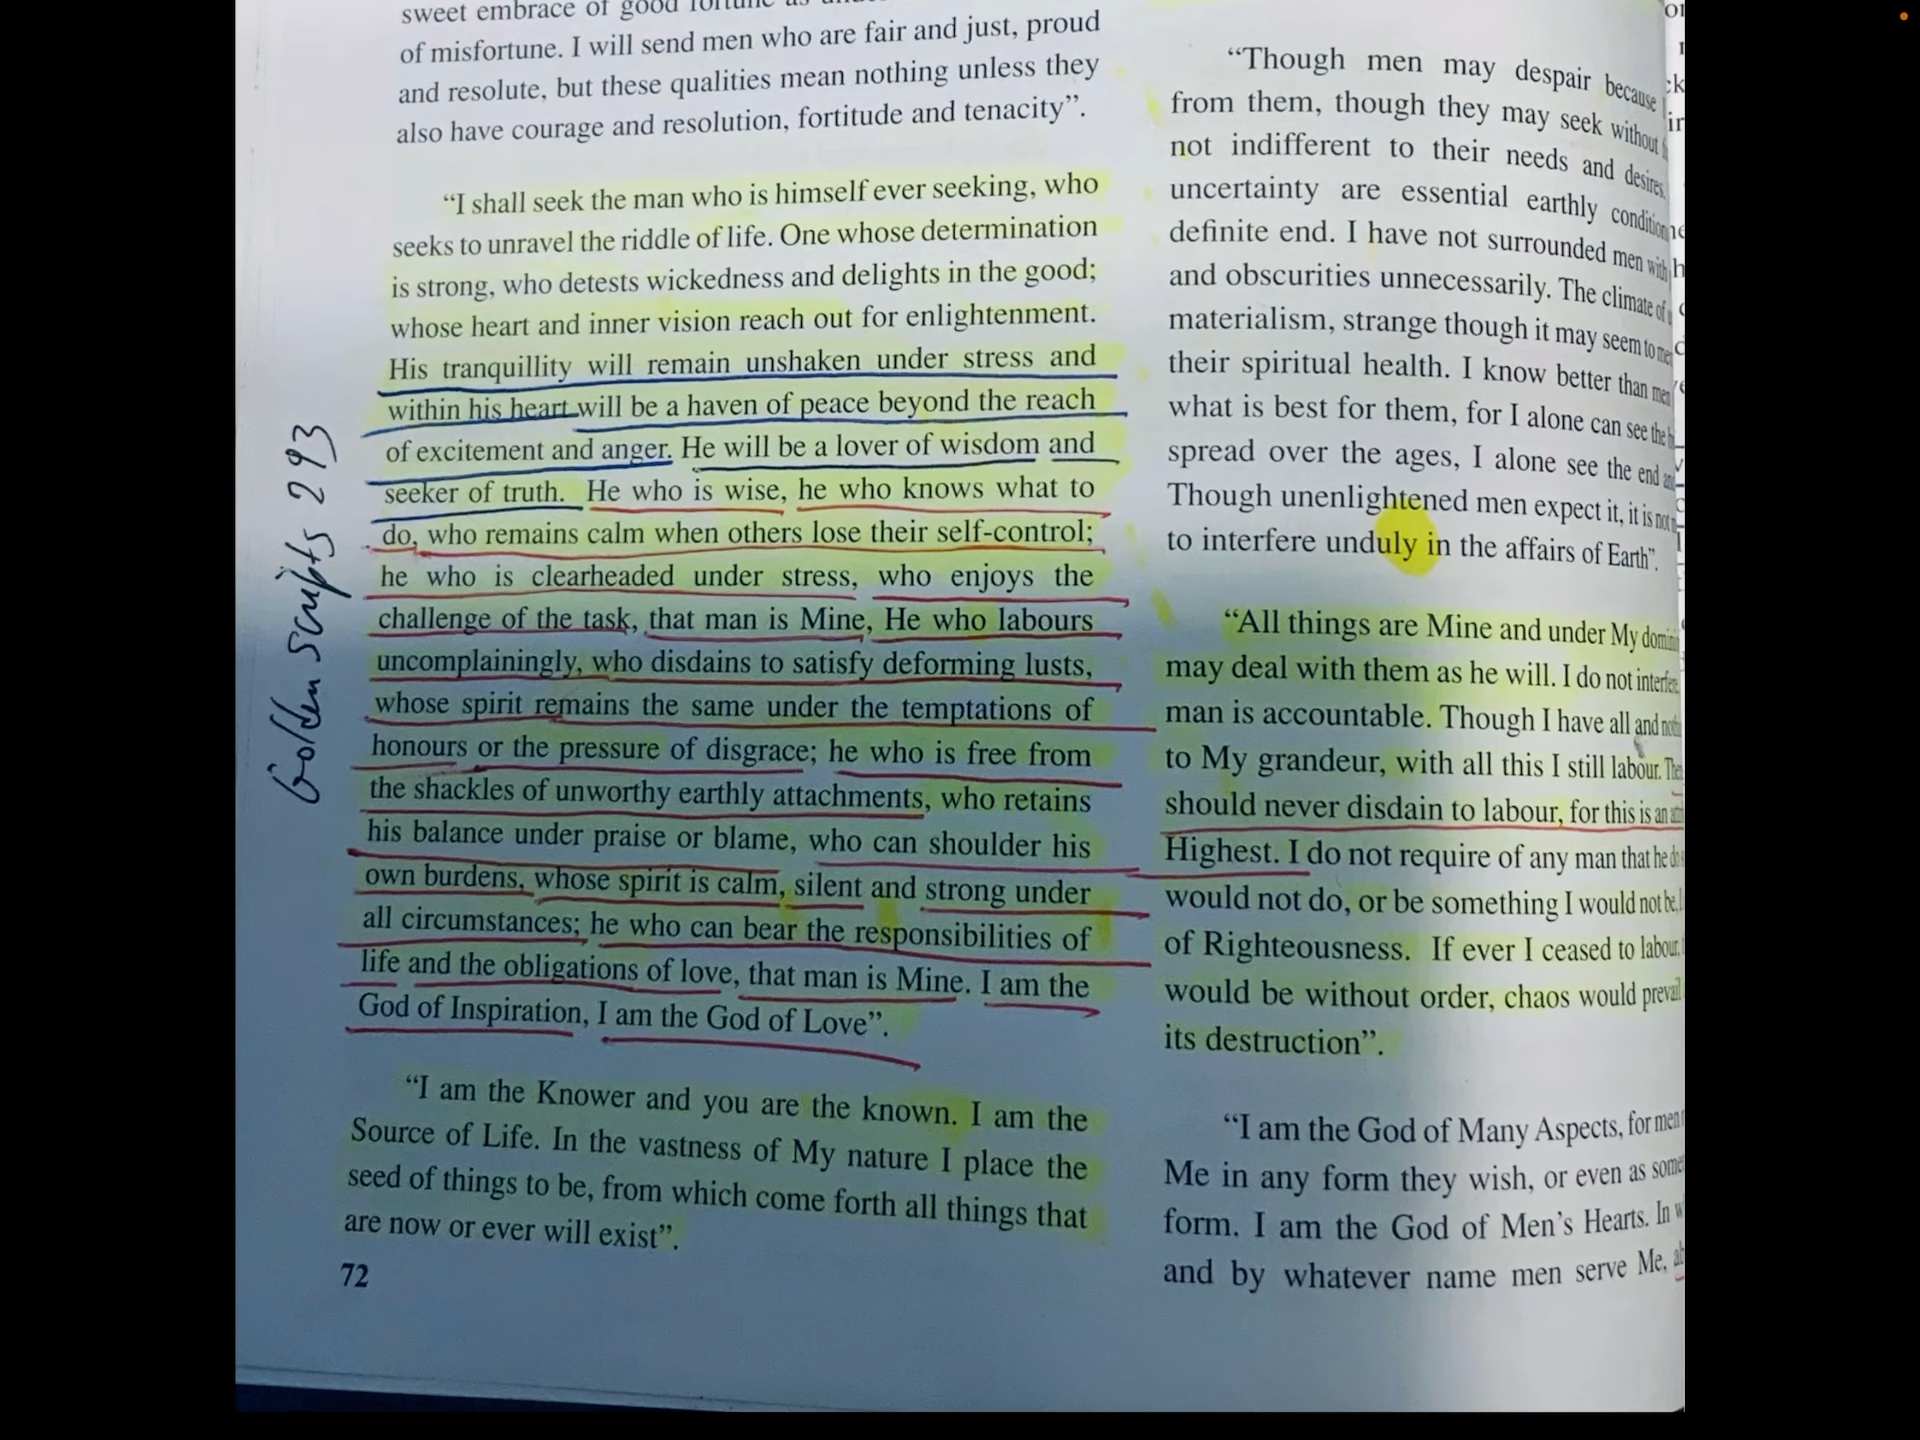 sweet embrace of good fortune as
of misfortune. I will send men who are fair and just, proud
and resolute, but these qualities mean nothing unless they
also have courage and resolution, fortitude and tenacity”.
“I shall seek the man who is himself ever seeking, who
seeks to unravel the riddle of life. One whose determination
is strong, who detests wickedness and delights in the good;
whose heart and inner vision reach out for enlightenment.
His tranquillity will remain unshaken under stress and
within his heart will be a haven of peace beyond the reach
of excitement and anger. He will be a lover of wisdom and
seeker of truth. He who is wise, he who knows what to
do, who remains calm when others lose their self-control;
he who is clearheaded under stress, who enjoys the
challenge of the task, that man is Mine, He who labours
uncomplainingly, who disdains to satisfy deforming lusts,
whose spirit remains the same under the temptations of
honours or the pressure of disgrace; he who is free from
the shackles of unworthy earthly attachments, who retains
his balance under praise or blame, who can shoulder his
own burdens, whose spirit is calm, silent and strong under
all circumstances; he who can bear the responsibilities of
life and the obligations of love, that man is Mine. I am the
God of Inspiration, I am the God of Love”.
“I am the Knower and you are the known. I am the
Source of Life. In the vastness of My nature I place the
seed of things to be, from which come forth all things that
are now or ever will exist”.
72
Golden Scripts 293
“Though men may despair because
from them, though they may seek without
not indifferent to their needs and desires.
uncertainty are essential earthly
definite end. I have not surrounded men with
and obscurities unnecessarily. The climate of
materialism, strange though it may seem to
their spiritual health. I know better than men
what is best for them, for I alone can see the
spread over the ages, I alone see the end
Though unenlightened men expect it, it is not
to interfere unduly in the affairs of Earth”.
“All things are Mine and under My
may deal with them as he will. I do not
man is accountable. Though I have all and
to My grandeur, with all this I still labour.
should never disdain to labour, for this is an
Highest. I do not require of any man that he
would not do, or be something I would not be.
of Righteousness. If ever I ceased to labour,
would be without order, chaos would prevail
its destruction”.
“I am the God of Many Aspects, for men
Me in any form they wish, or even as
form. I am the God of Men’s Hearts. In
and by whatever name men serve Me,